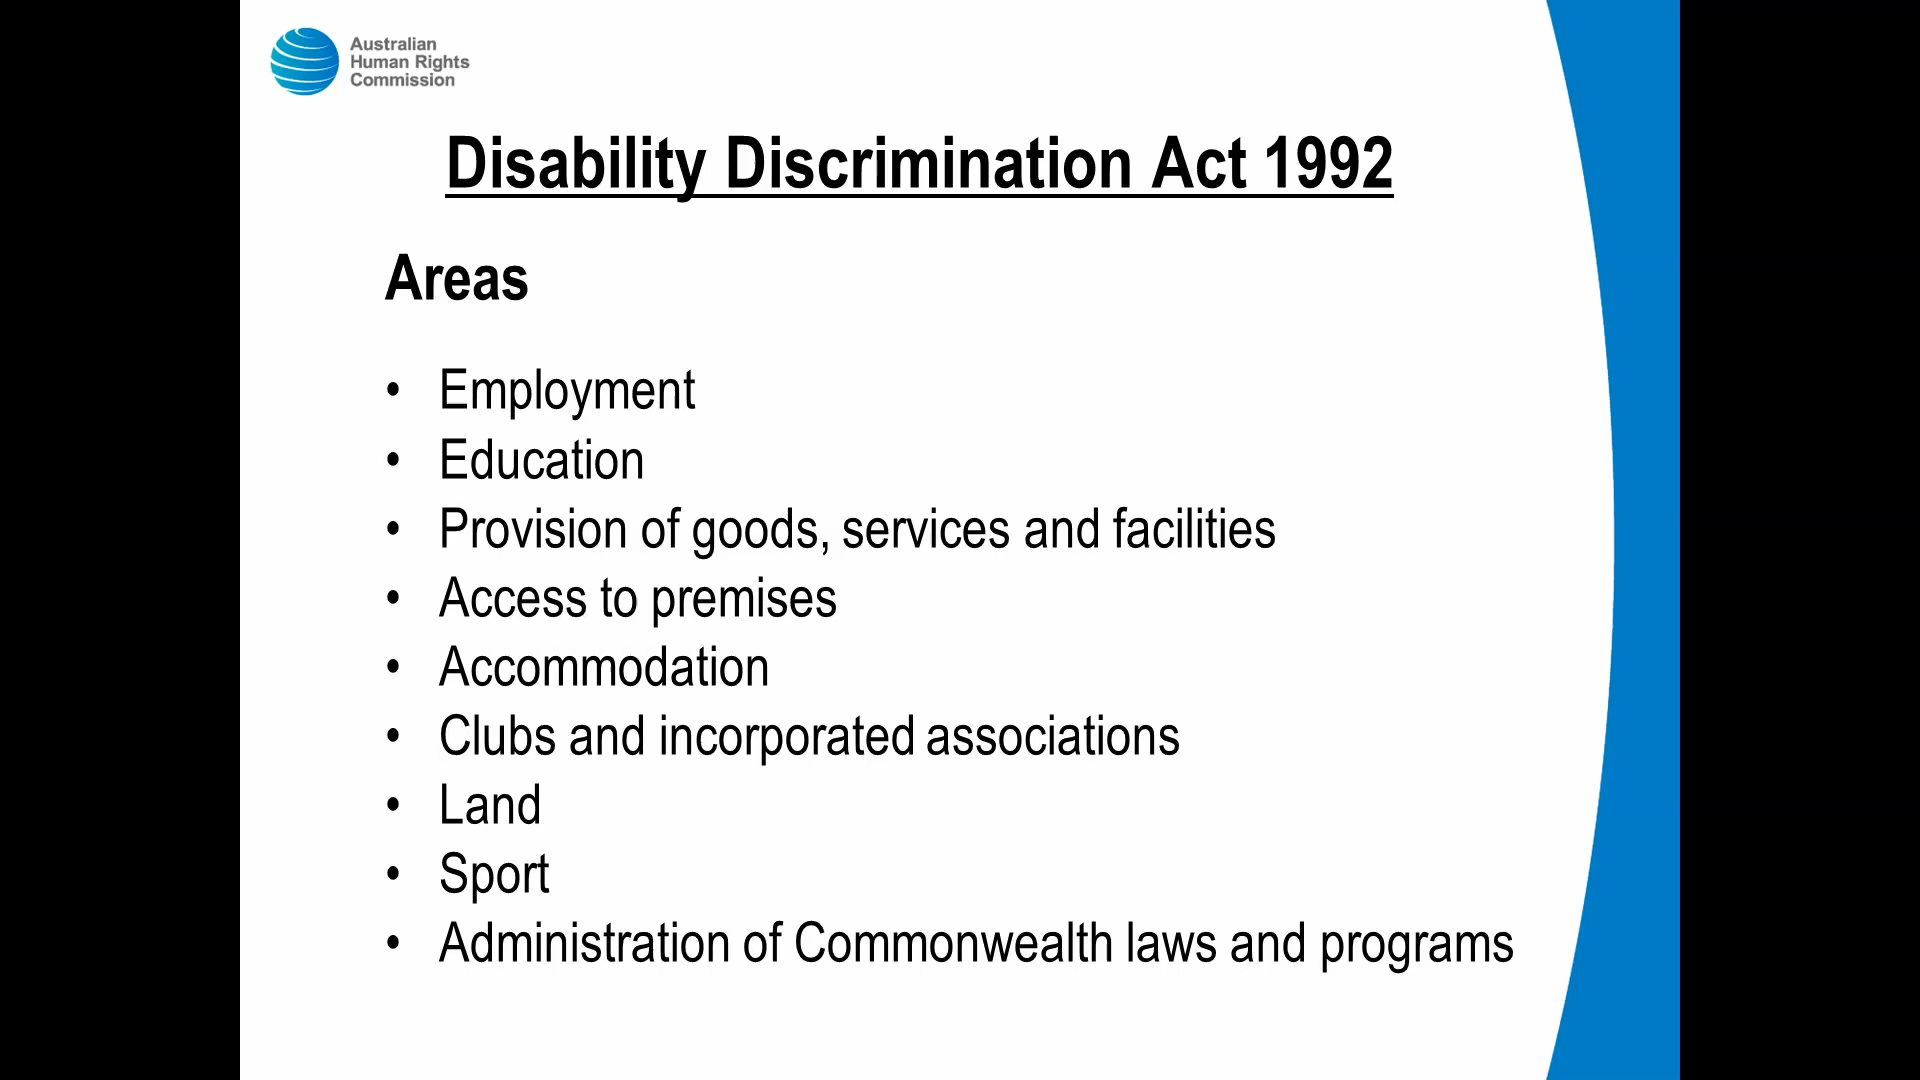 Australian
Human Rights
Commission
Disability Discrimination Act 1992
Areas
• Employment
• Education
• Provision of goods, services and facilities
• Access to premises
• Accommodation
• Clubs and incorporated associations
• Land
• Sport
• Administration of Commonwealth laws and programs